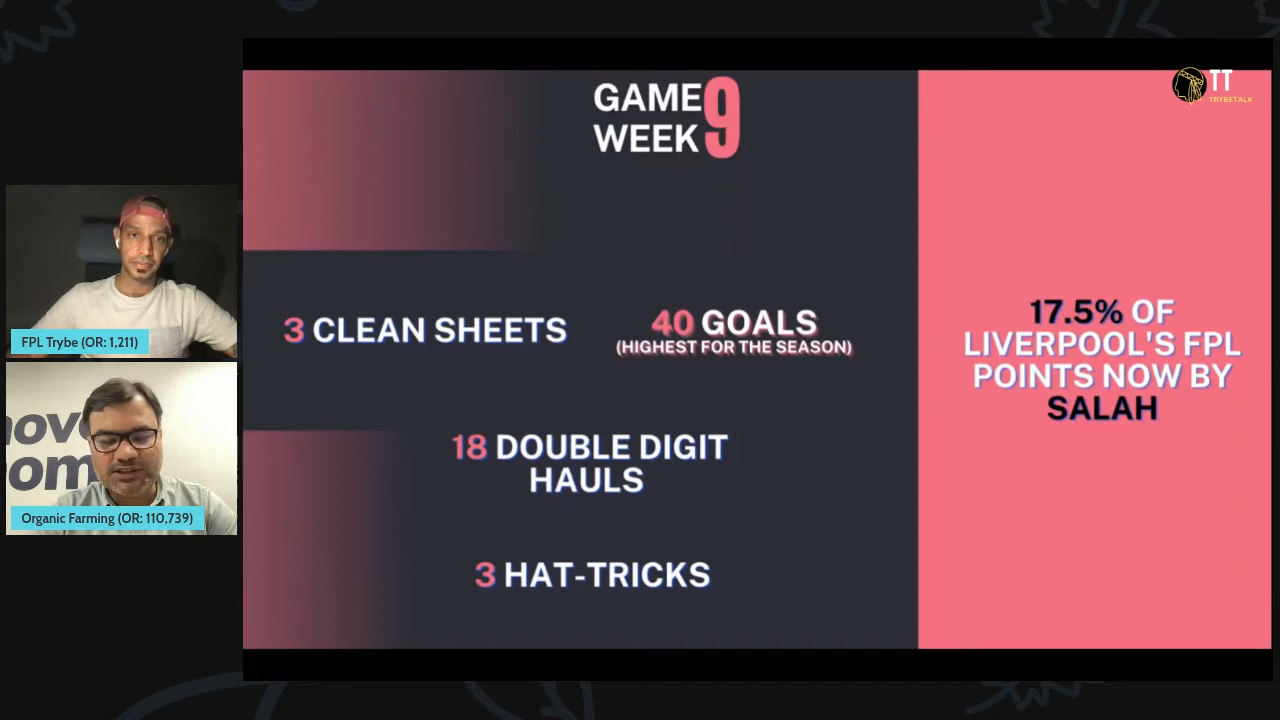 GAME
WEEK 9
TT
TRYBETALK
3 CLEAN SHEETS
40 GOALS
(HIGHEST FOR THE SEASON)
18 DOUBLE DIGIT
HAULS
3 HAT-TRICKS
17.5% OF
LIVERPOOL'S FPL
POINTS NOW BY
SALAH
FPL Trybe (OR: 1,211)
Organic Farming (OR: 110,739)